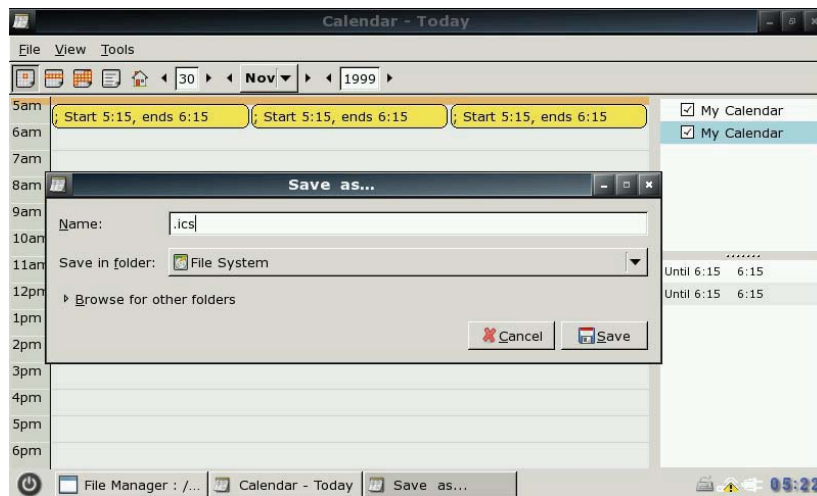 Calendar - Today
File View Tools
30 Nov 1999
5am
; Start 5:15, ends 6:15 ; Start 5:15, ends 6:15 ; Start 5:15, ends 6:15
My Calendar
6am
My Calendar
7am
8am
Save as...
9am
Name: .ics
10am
11am
Save in folder: File System
Until 6:15 6:15
12pm
Browse for other folders
Until 6:15 6:15
1pm
Cancel Save
2pm
3pm
4pm
5pm
6pm
File Manager : /... Calendar - Today Save as... 05:22